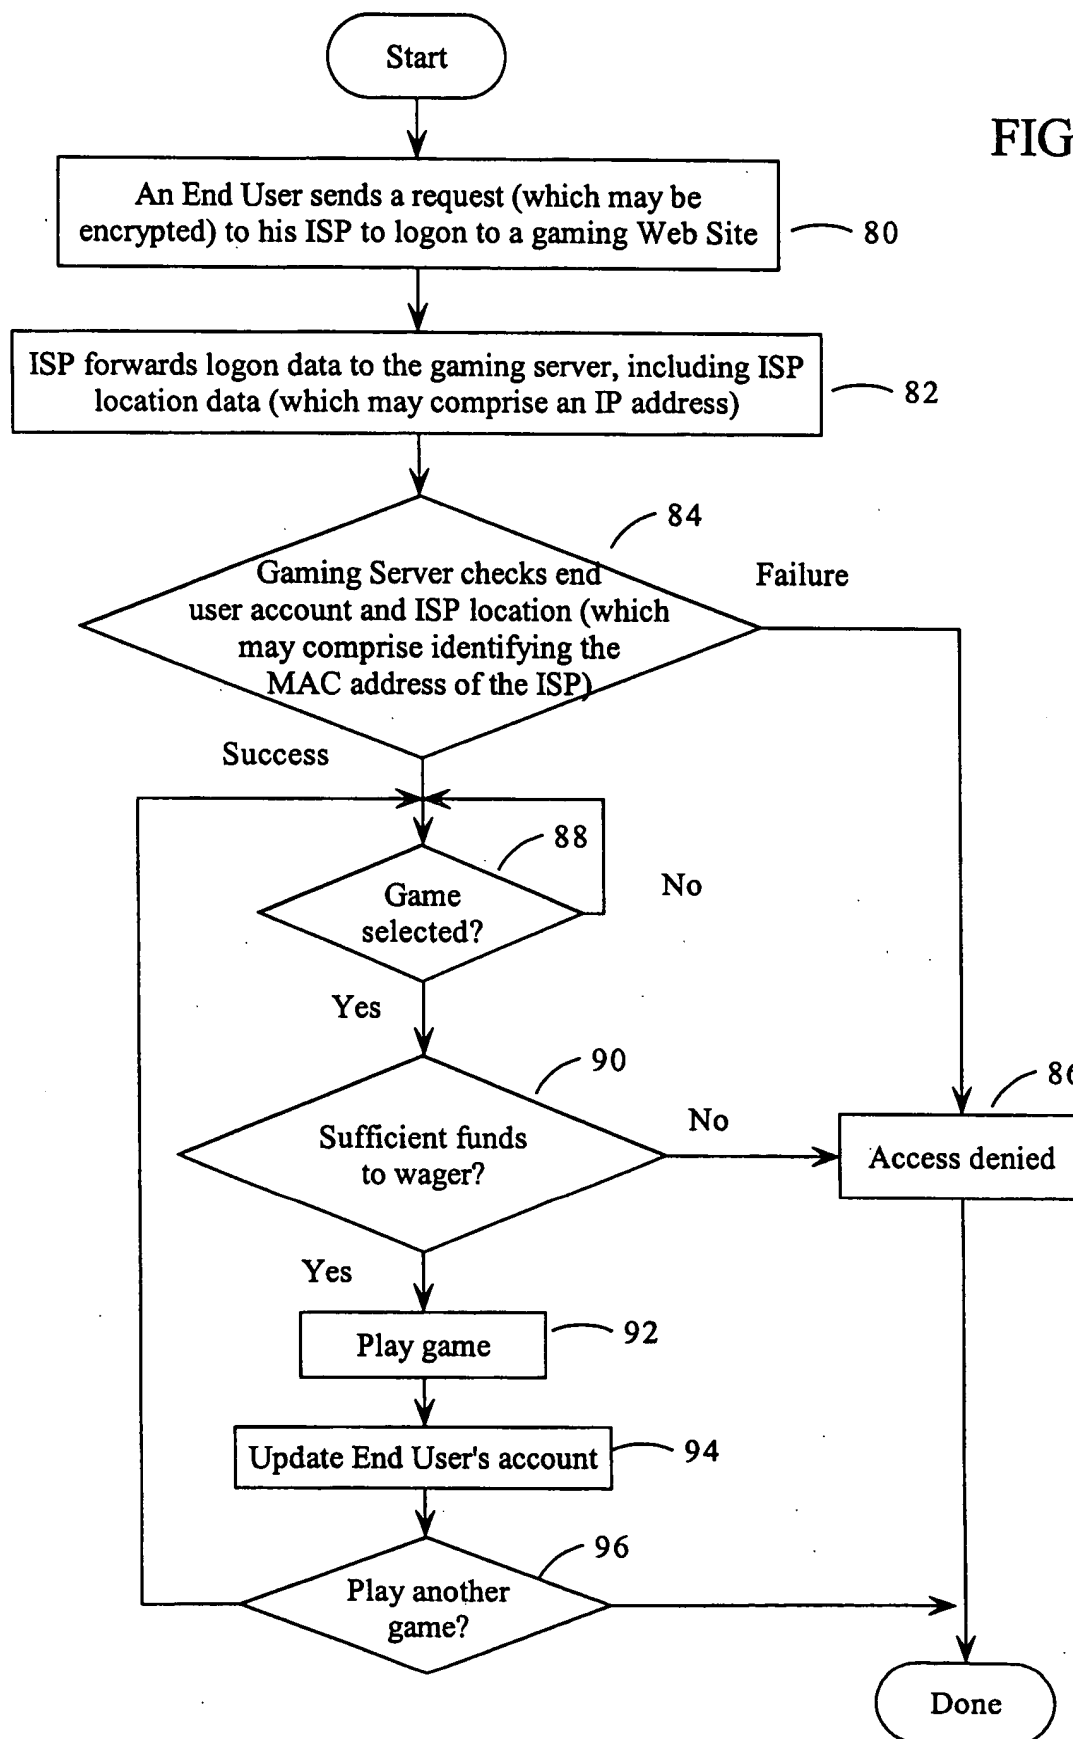 Start
FIG
An End User sends a request (which may be
encrypted) to his ISP to logon to a gaming Web Site
80
ISP forwards logon data to the gaming server, including ISP
location data (which may comprise an IP address)
82
84
Gaming Server checks end
user account and ISP location (which
may comprise identifying the
MAC address of the ISP)
Failure
Success
88
Game
selected?
No
Yes
90
Sufficient funds
to wager?
No
86
Access denied
Yes
Play game
92
Update End User's account
94
96
Play another
game?
Done